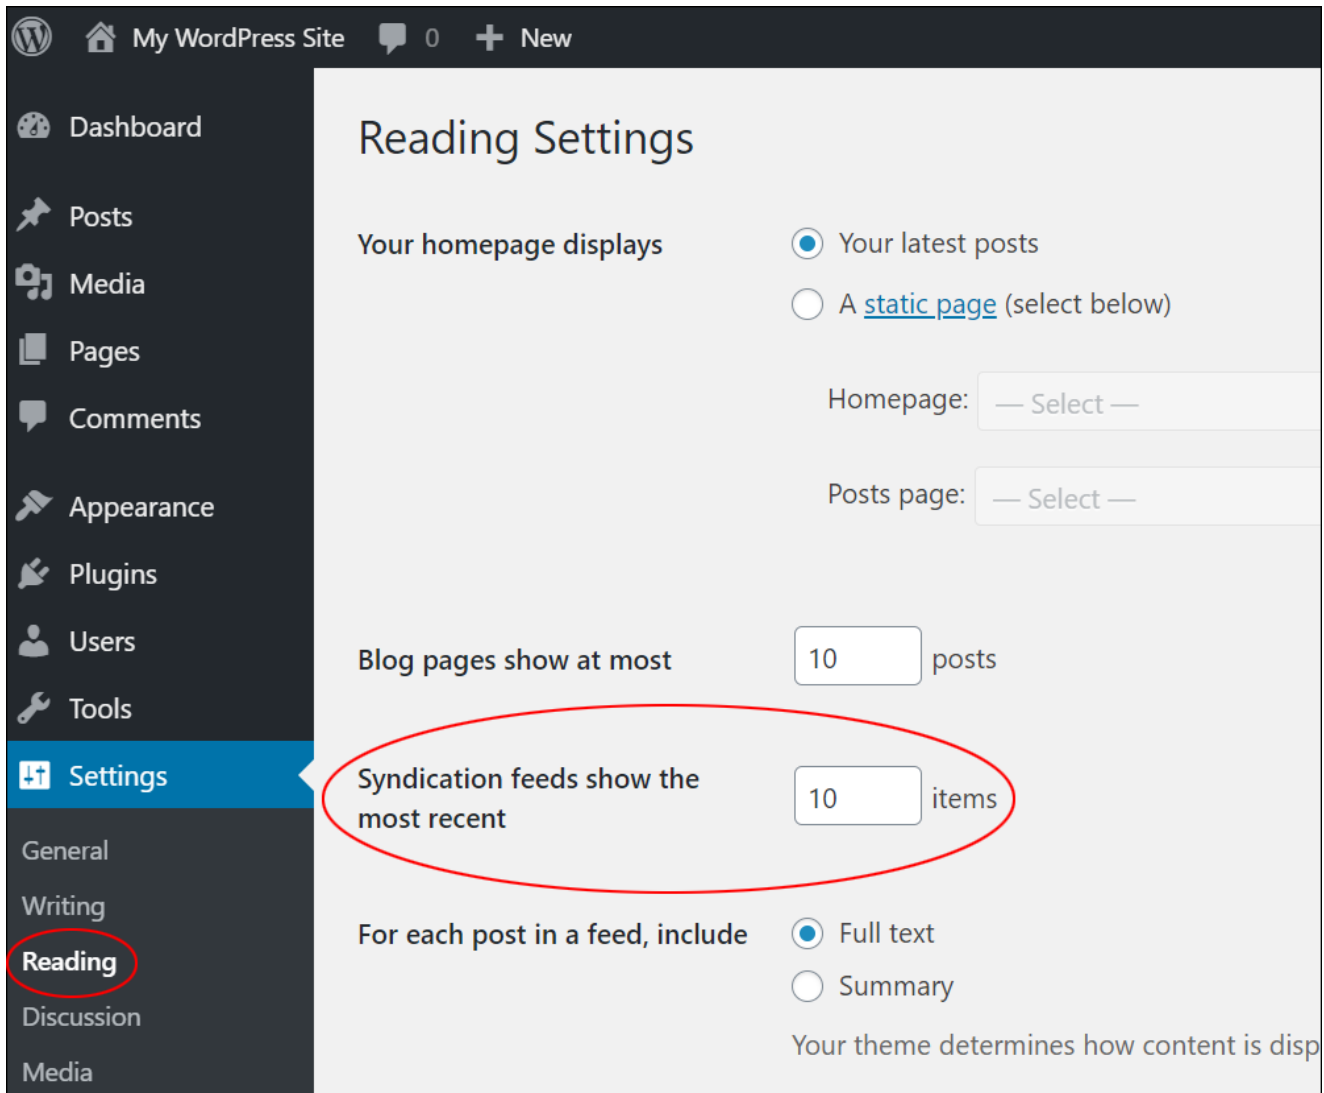 My WordPress Site 0 New
Dashboard
Posts
Media
Pages
Comments
Appearance
Plugins
Users
Tools
Settings
General
Writing
Reading
Discussion
Media
Reading Settings
Your homepage displays
Your latest posts
A static page (select below)
Homepage: — Select —
Posts page: — Select —
Blog pages show at most 10 posts
Syndication feeds show the
most recent
10 items
For each post in a feed, include
Full text
Summary
Your theme determines how content is disp